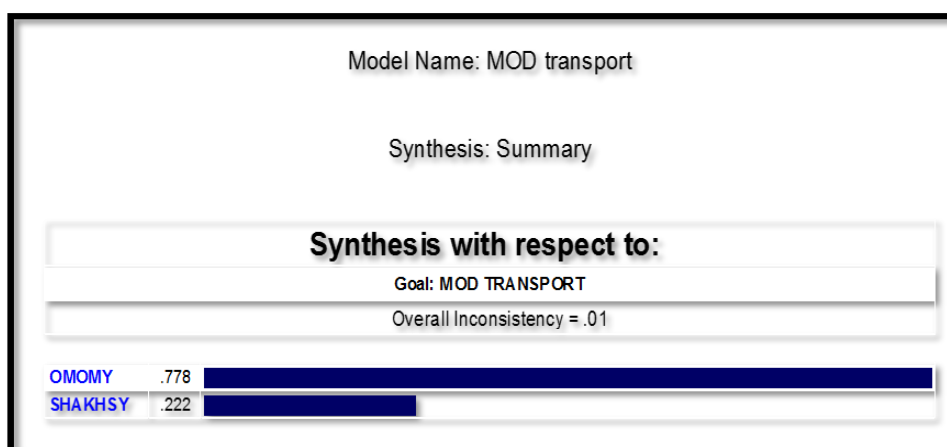 Model Name: MOD transport
Synthesis: Summary
Synthesis with respect to:
Goal: MOD TRANSPORT
Overall Inconsistency = .01
OMOMY .778
SHAKHSY .222